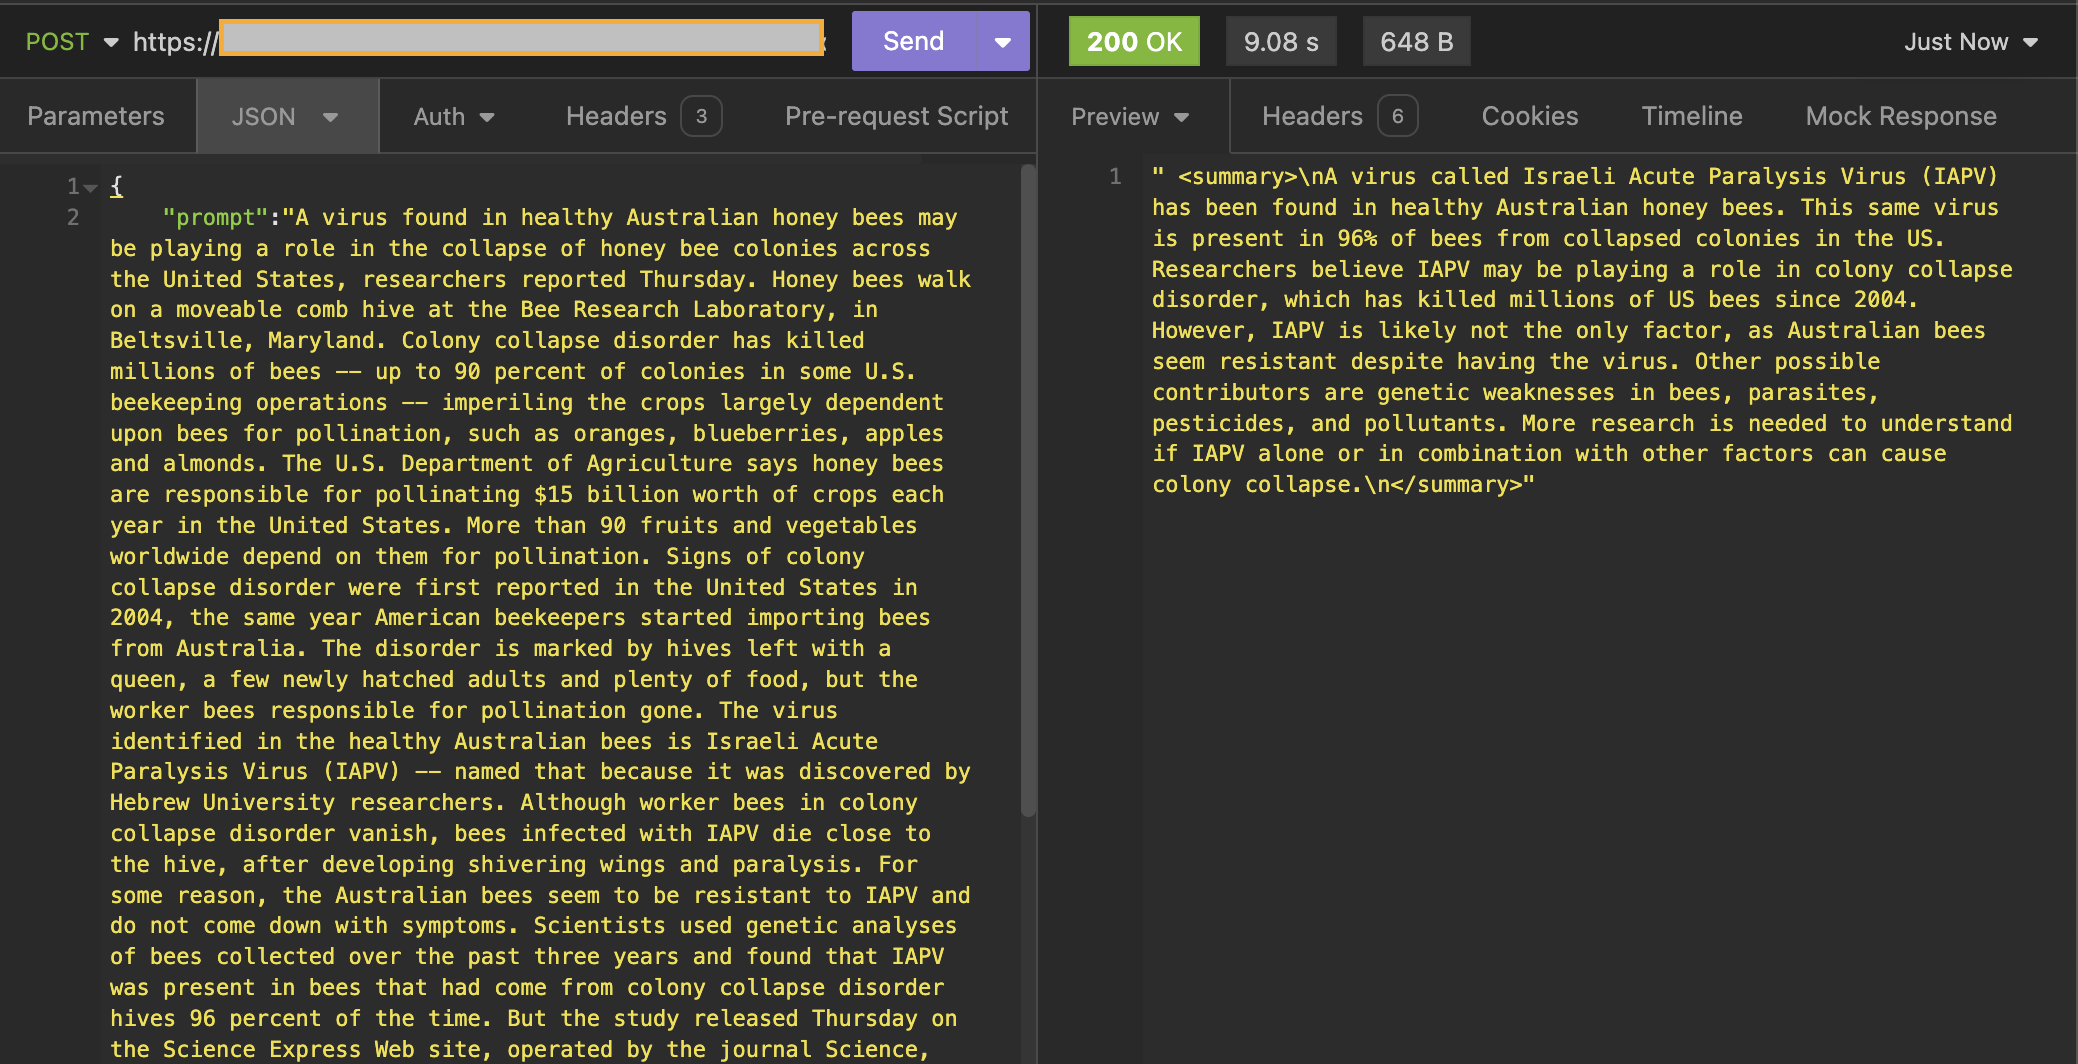 POST https://
Send
200 OK 9.08 s 648 B Just Now
Parameters JSON Auth Headers 3 Pre-request Script
Preview Headers 6 Cookies Timeline Mock Response
1 {
2 "prompt":"A virus found in healthy Australian honey bees may
be playing a role in the collapse of honey bee colonies across
the United States, researchers reported Thursday. Honey bees walk
on a moveable comb hive at the Bee Research Laboratory, in
Beltsville, Maryland. Colony collapse disorder has killed
millions of bees -- up to 90 percent of colonies in some U.S.
beekeeping operations -- imperiling the crops largely dependent
upon bees for pollination, such as oranges, blueberries, apples
and almonds. The U.S. Department of Agriculture says honey bees
are responsible for pollinating $15 billion worth of crops each
year in the United States. More than 90 fruits and vegetables
worldwide depend on them for pollination. Signs of colony
collapse disorder were first reported in the United States in
2004, the same year American beekeepers started importing bees
from Australia. The disorder is marked by hives left with a
queen, a few newly hatched adults and plenty of food, but the
worker bees responsible for pollination gone. The virus
identified in the healthy Australian bees is Israeli Acute
Paralysis Virus (IAPV) -- named that because it was discovered by
Hebrew University researchers. Although worker bees in colony
collapse disorder vanish, bees infected with IAPV die close to
the hive, after developing shivering wings and paralysis. For
some reason, the Australian bees seem to be resistant to IAPV and
do not come down with symptoms. Scientists used genetic analyses
of bees collected over the past three years and found that IAPV
was present in bees that had come from colony collapse disorder
hives 96 percent of the time. But the study released Thursday on
the Science Express Web site, operated by the journal Science,
1 " <summary>\nA virus called Israeli Acute Paralysis Virus (IAPV)
has been found in healthy Australian honey bees. This same virus
is present in 96% of bees from collapsed colonies in the US.
Researchers believe IAPV may be playing a role in colony collapse
disorder, which has killed millions of US bees since 2004.
However, IAPV is likely not the only factor, as Australian bees
seem resistant despite having the virus. Other possible
contributors are genetic weaknesses in bees, parasites,
pesticides, and pollutants. More research is needed to understand
if IAPV alone or in combination with other factors can cause
colony collapse.\n</summary>"